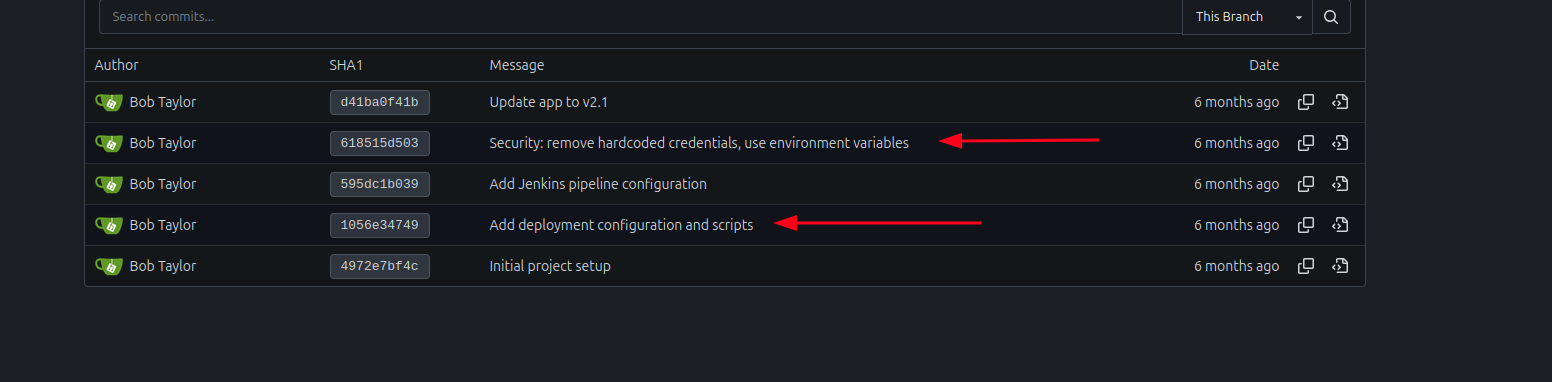 Search commits... This Branch
Author SHA1 Message Date
Bob Taylor d41ba0f41b Update app to v2.1 6 months ago
Bob Taylor 618515d503 Security: remove hardcoded credentials, use environment variables 6 months ago
Bob Taylor 595dc1b039 Add Jenkins pipeline configuration 6 months ago
Bob Taylor 1056e34749 Add deployment configuration and scripts 6 months ago
Bob Taylor 4972e7bf4c Initial project setup 6 months ago